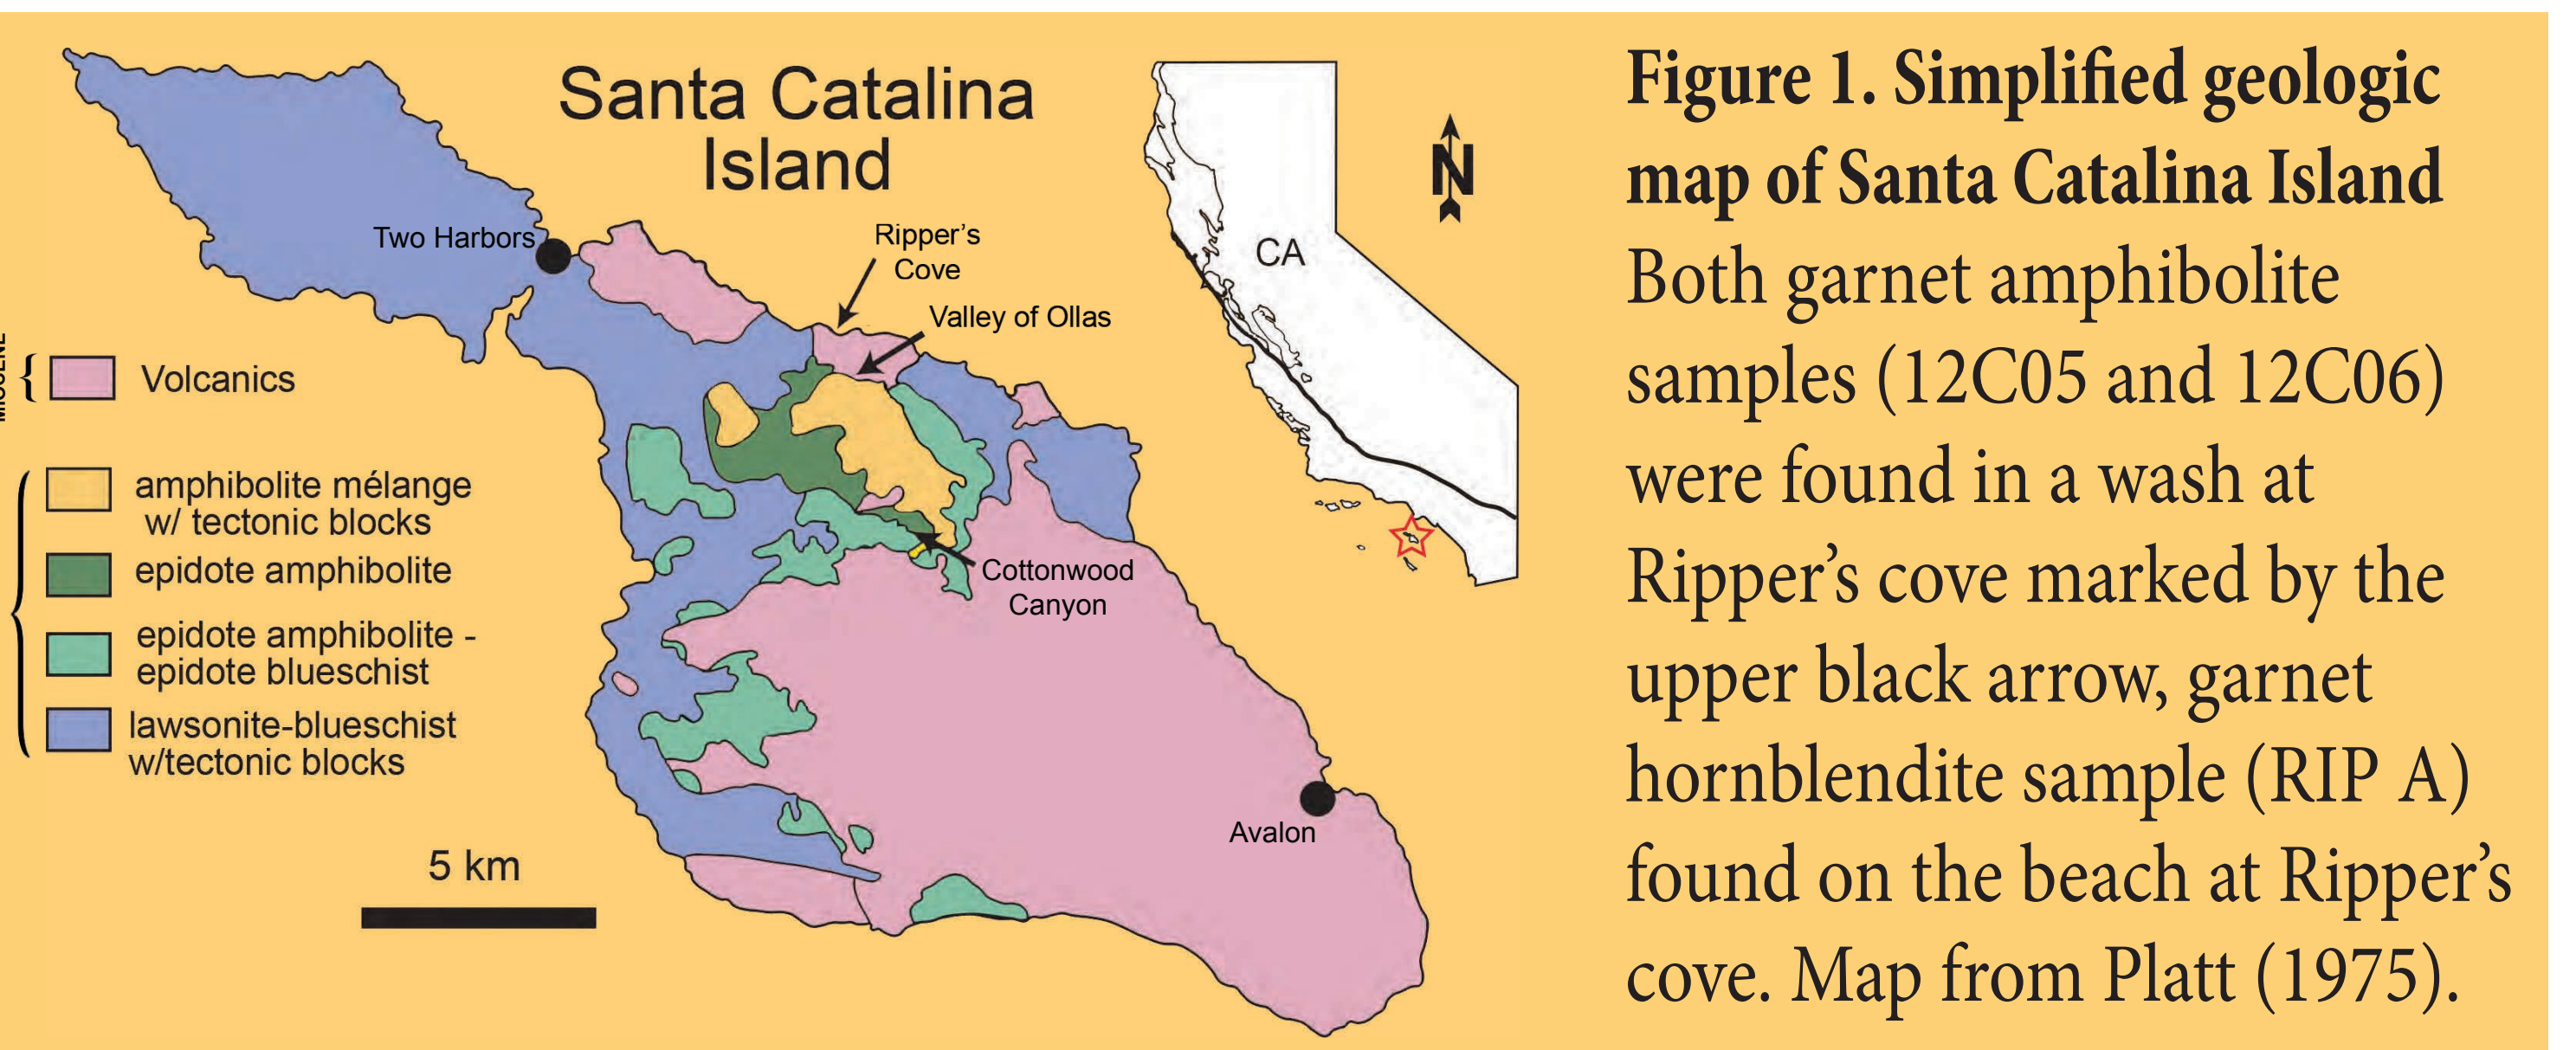 Santa Catalina
Island
Two Harbors
Ripper's
Cove
Valley of Ollas
CA
N
Volcanics
amphibolite mélange
w/ tectonic blocks
epidote amphibolite
epidote amphibolite -
epidote blueschist
lawsonite-blueschist
w/tectonic blocks
Cottonwood
Canyon
Avalon
5 km
Figure 1. Simplified geologic
map of Santa Catalina Island
Both garnet amphibolite
samples (12C05 and 12C06)
were found in a wash at
Ripper’s cove marked by the
upper black arrow, garnet
hornblendite sample (RIP A)
found on the beach at Ripper’s
cove. Map from Platt (1975).